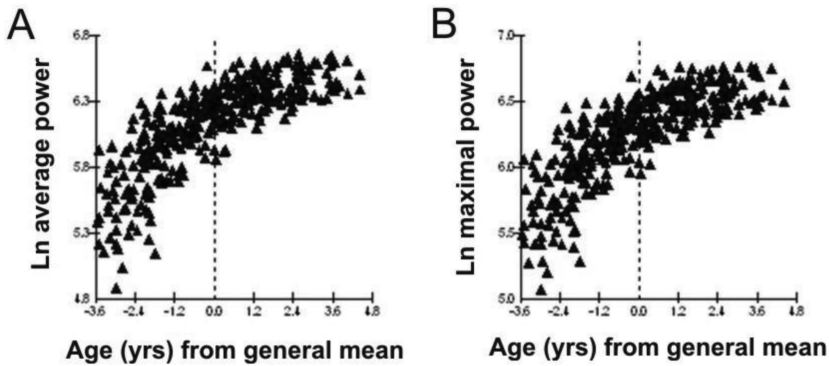 A
Ln average power
6.8
6.3
5.8
5.3
4.8
-3.6 -2.4 -1.2 0.0 1.2 2.4 3.6 4.8
Age (yrs) from general mean
B
Ln maximal power
7.0
6.5
6.0
5.5
5.0
-3.6 -2.4 -1.2 0.0 1.2 2.4 3.6 4.8
Age (yrs) from general mean